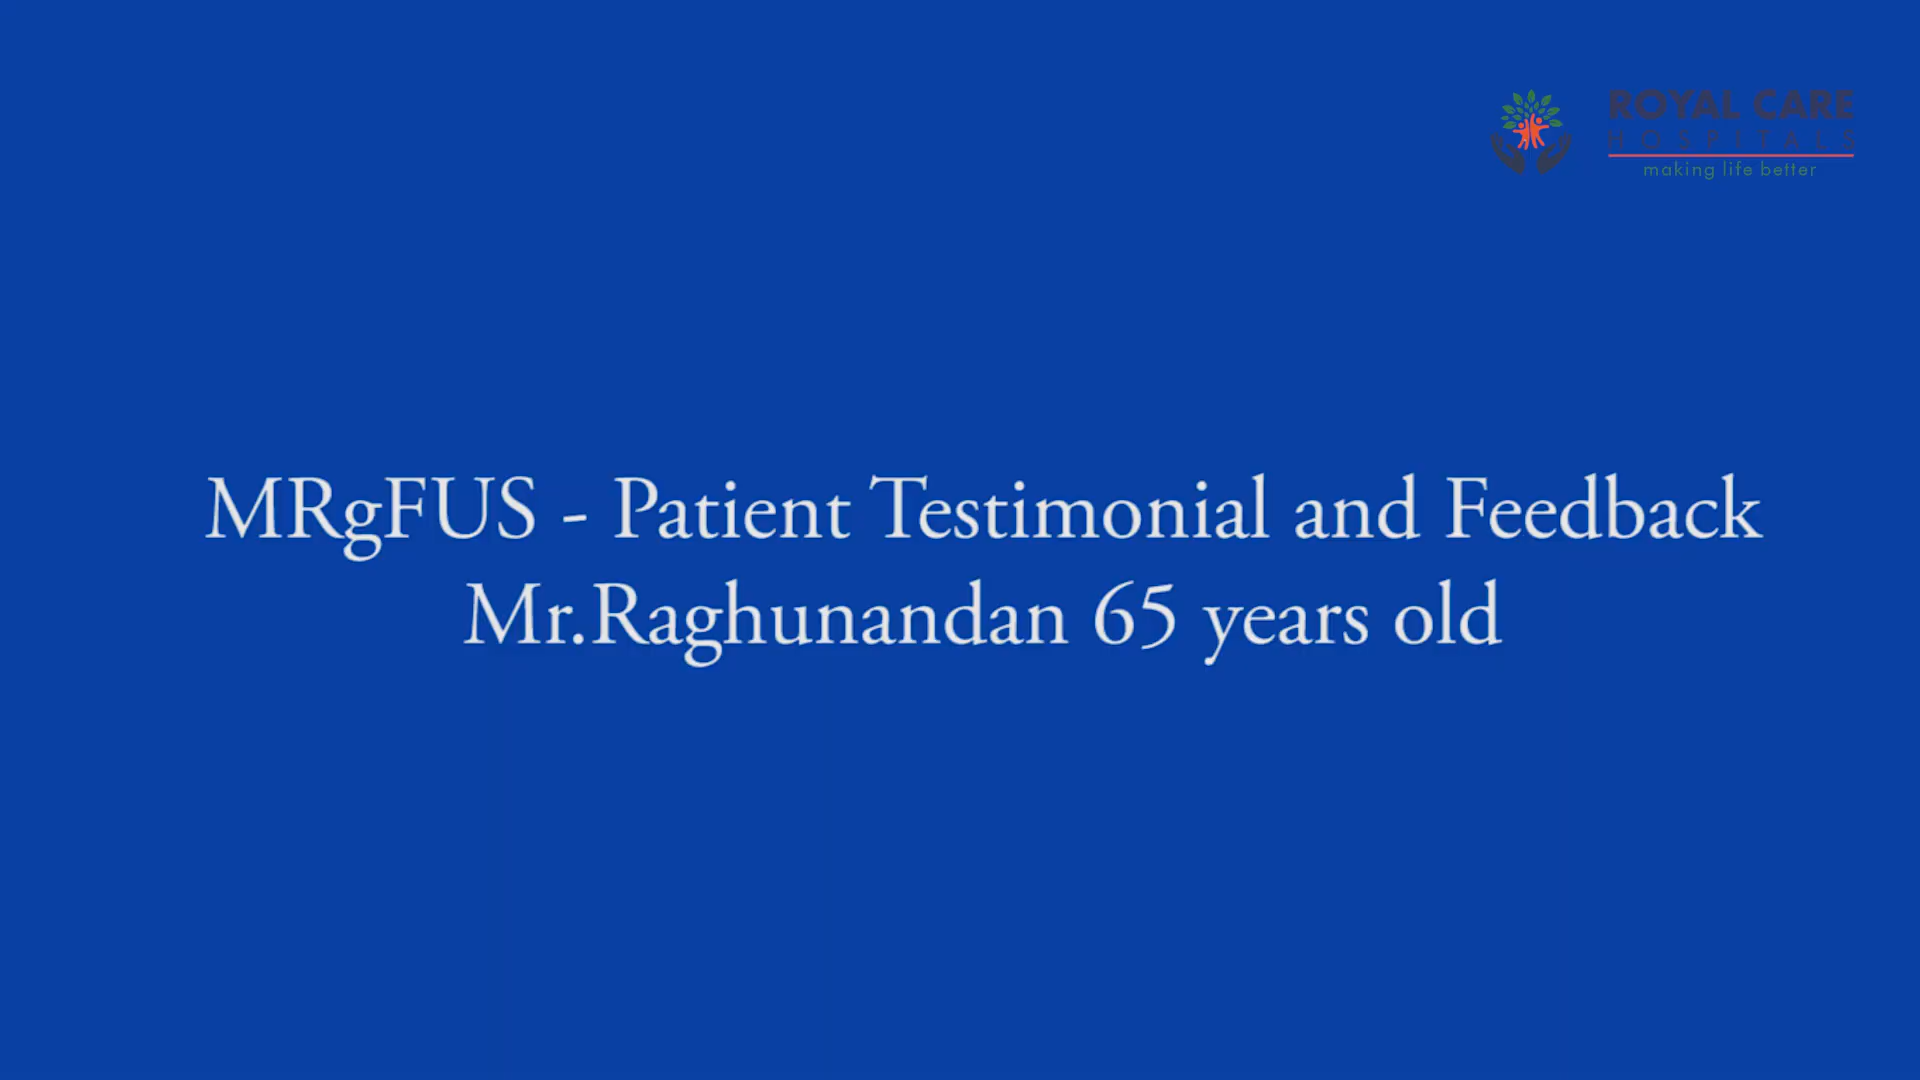 ROYAL CARE
HOSPITALS
making life better
MRgFUS - Patient Testimonial and Feedback
Mr.Raghunandan 65 years old